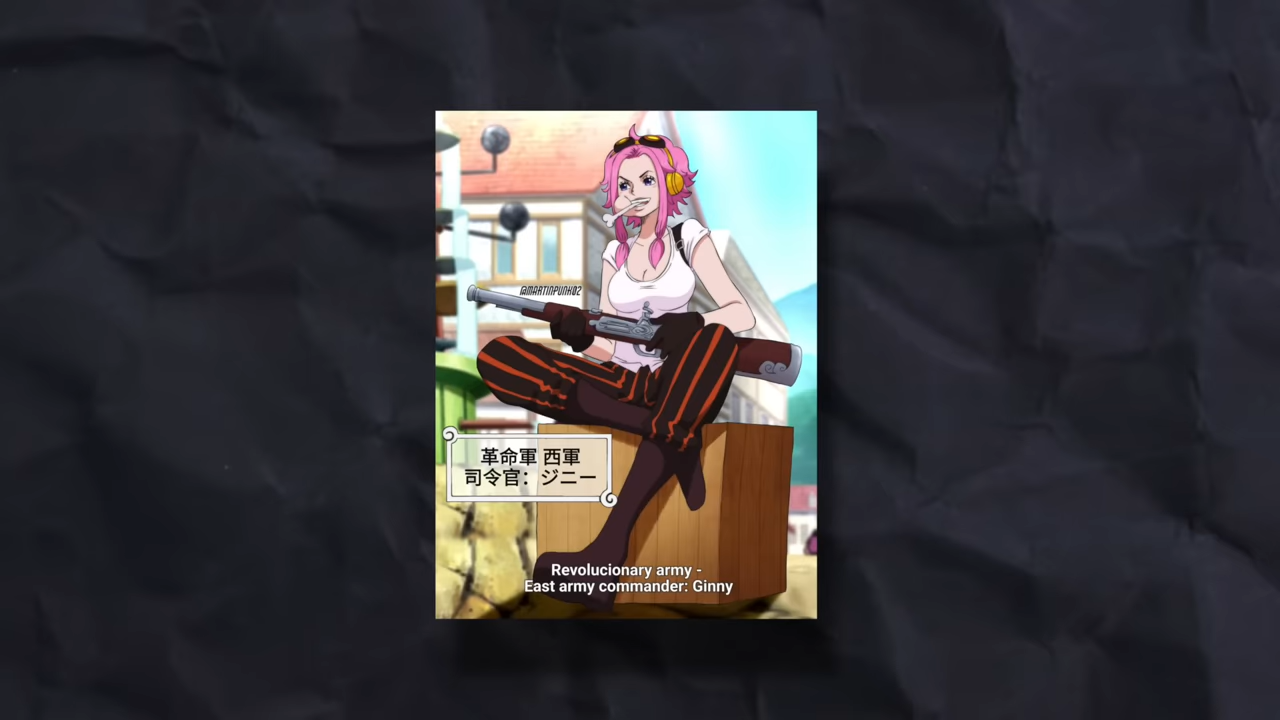 @MARTINPUNK02
革命軍 西軍
司令官：ジニー
Revolucionary army -
East army commander: Ginny